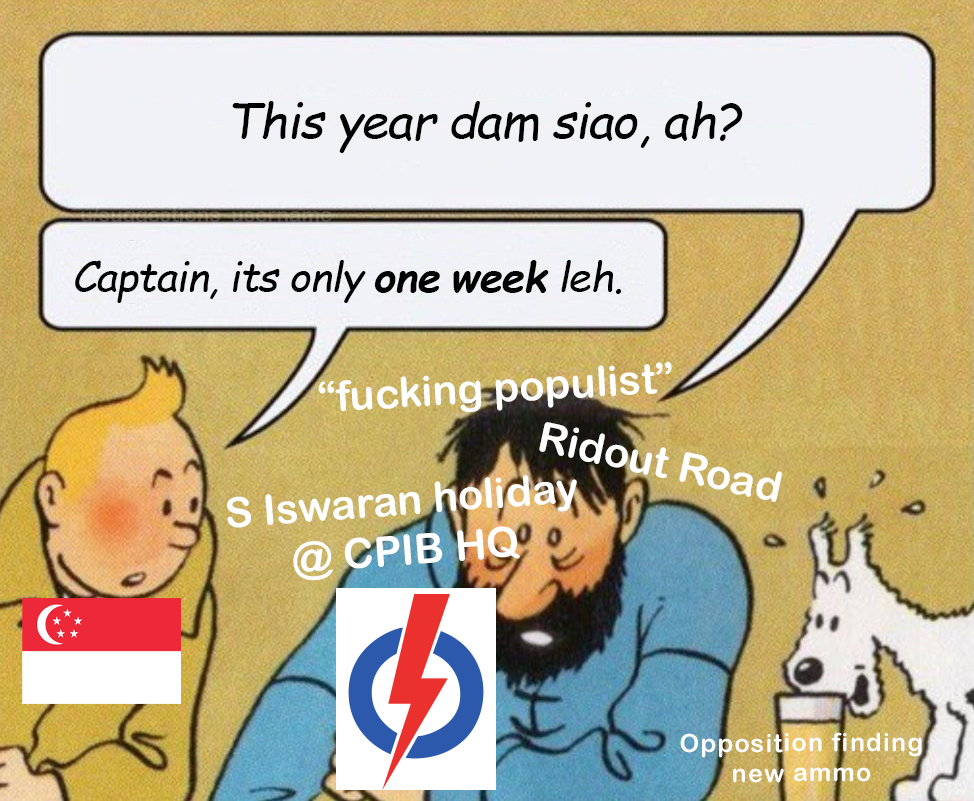 This year dam siao, ah?
Captain, its only one week leh.
“fucking populist”
Ridout Road
S Iswaran holiday
@ CPIB HQ
Opposition finding
new ammo